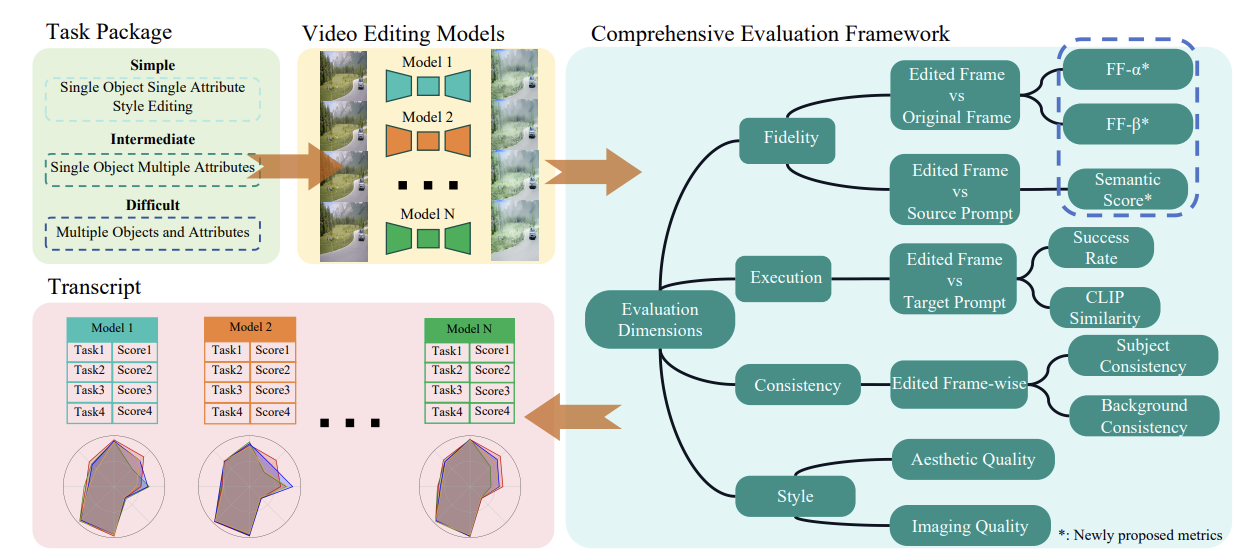 Task Package
Simple
Single Object Single Attribute
Style Editing
Intermediate
Single Object Multiple Attributes
Difficult
Multiple Objects and Attributes
Video Editing Models
Model 1
Model 2
Model N
Comprehensive Evaluation Framework
Evaluation
Dimensions
Fidelity
Edited Frame
vs
Original Frame
FF-α*
FF-β*
Edited Frame
vs
Source Prompt
Semantic
Score*
Execution
Edited Frame
vs
Target Prompt
Success
Rate
CLIP
Similarity
Consistency
Edited Frame-wise
Subject
Consistency
Background
Consistency
Style
Aesthetic Quality
Imaging Quality
*: Newly proposed metrics
Transcript
Model 1
Task1 Score1
Task2 Score2
Task3 Score3
Task4 Score4
Model 2
Task1 Score1
Task2 Score2
Task3 Score3
Task4 Score4
Model N
Task1 Score1
Task2 Score2
Task3 Score3
Task4 Score4